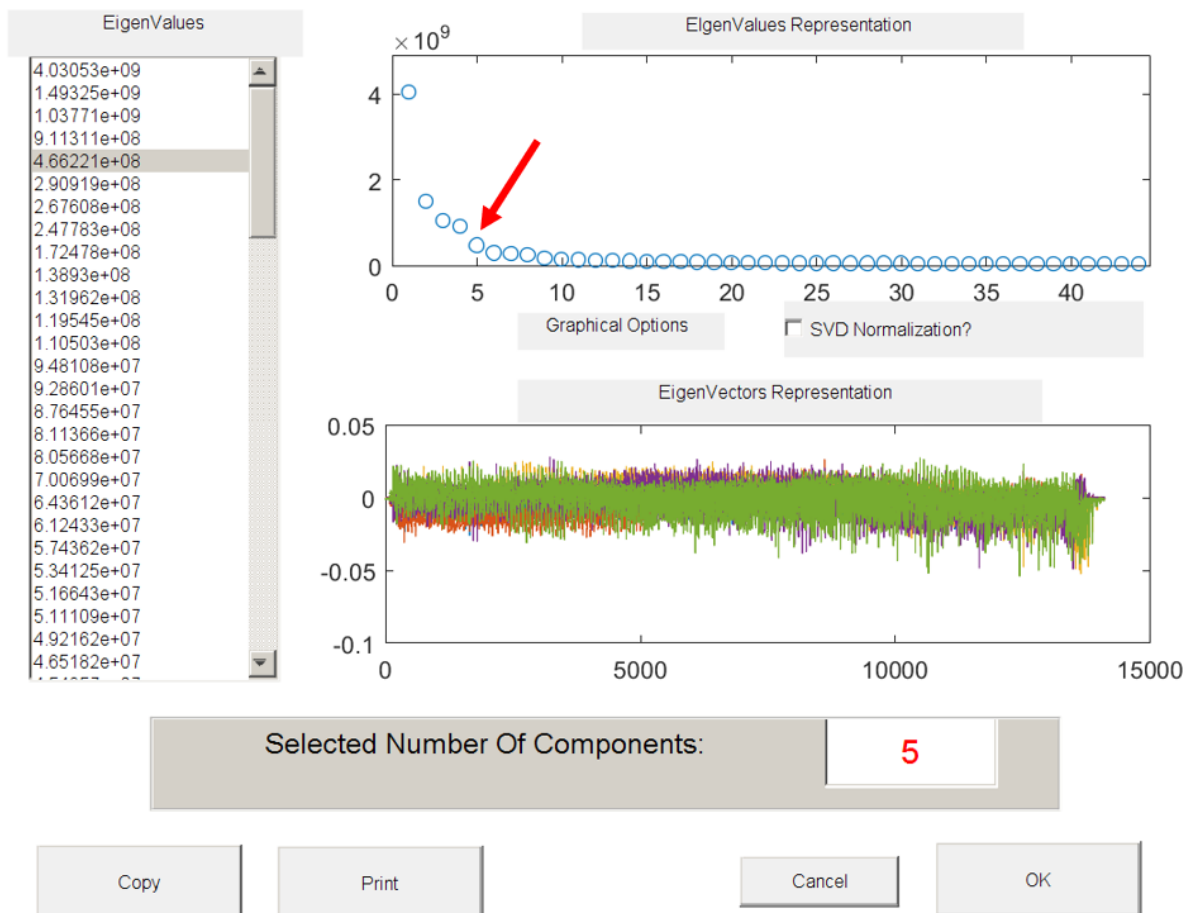 EigenValues
4.03053e+09
1.49325e+09
1.03771e+09
9.11311e+08
4.66221e+08
2.90919e+08
2.67608e+08
2.47783e+08
1.72478e+08
1.3893e+08
1.31962e+08
1.19545e+08
1.10503e+08
9.48108e+07
9.28601e+07
8.76455e+07
8.11366e+07
8.05668e+07
7.00699e+07
6.43612e+07
6.12433e+07
5.74362e+07
5.34125e+07
5.16643e+07
5.11109e+07
4.92162e+07
4.65182e+07
EIgenValues Representation
× 10^9
4
2
0
0 5 10 15 20 25 30 35 40
Graphical Options
SVD Normalization?
EigenVectors Representation
0.05
0
-0.05
-0.1
0 5000 10000 15000
Selected Number Of Components:
5
Copy
Print
Cancel
OK